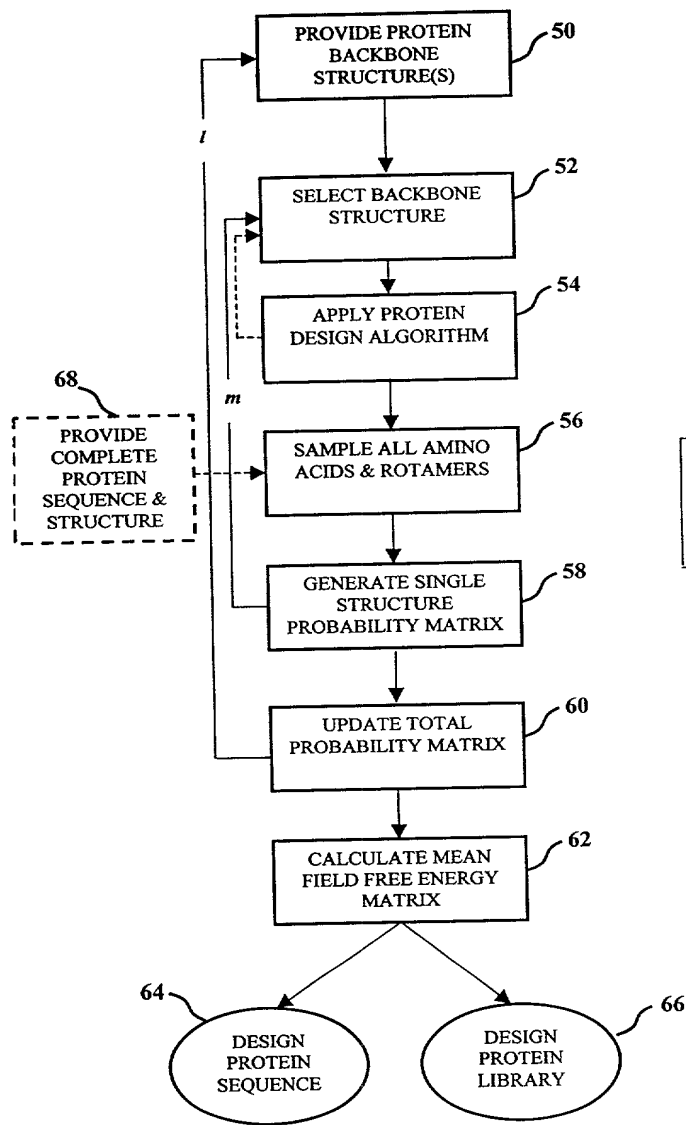 PROVIDE PROTEIN
BACKBONE
STRUCTURE(S)
50
l
SELECT BACKBONE
STRUCTURE
52
APPLY PROTEIN
DESIGN ALGORITHM
54
m
68
PROVIDE
COMPLETE
PROTEIN
SEQUENCE &
STRUCTURE
SAMPLE ALL AMINO
ACIDS & ROTAMERS
56
GENERATE SINGLE
STRUCTURE
PROBABILITY MATRIX
58
UPDATE TOTAL
PROBABILITY MATRIX
60
CALCULATE MEAN
FIELD FREE ENERGY
MATRIX
62
64
DESIGN
PROTEIN
SEQUENCE
66
DESIGN
PROTEIN
LIBRARY